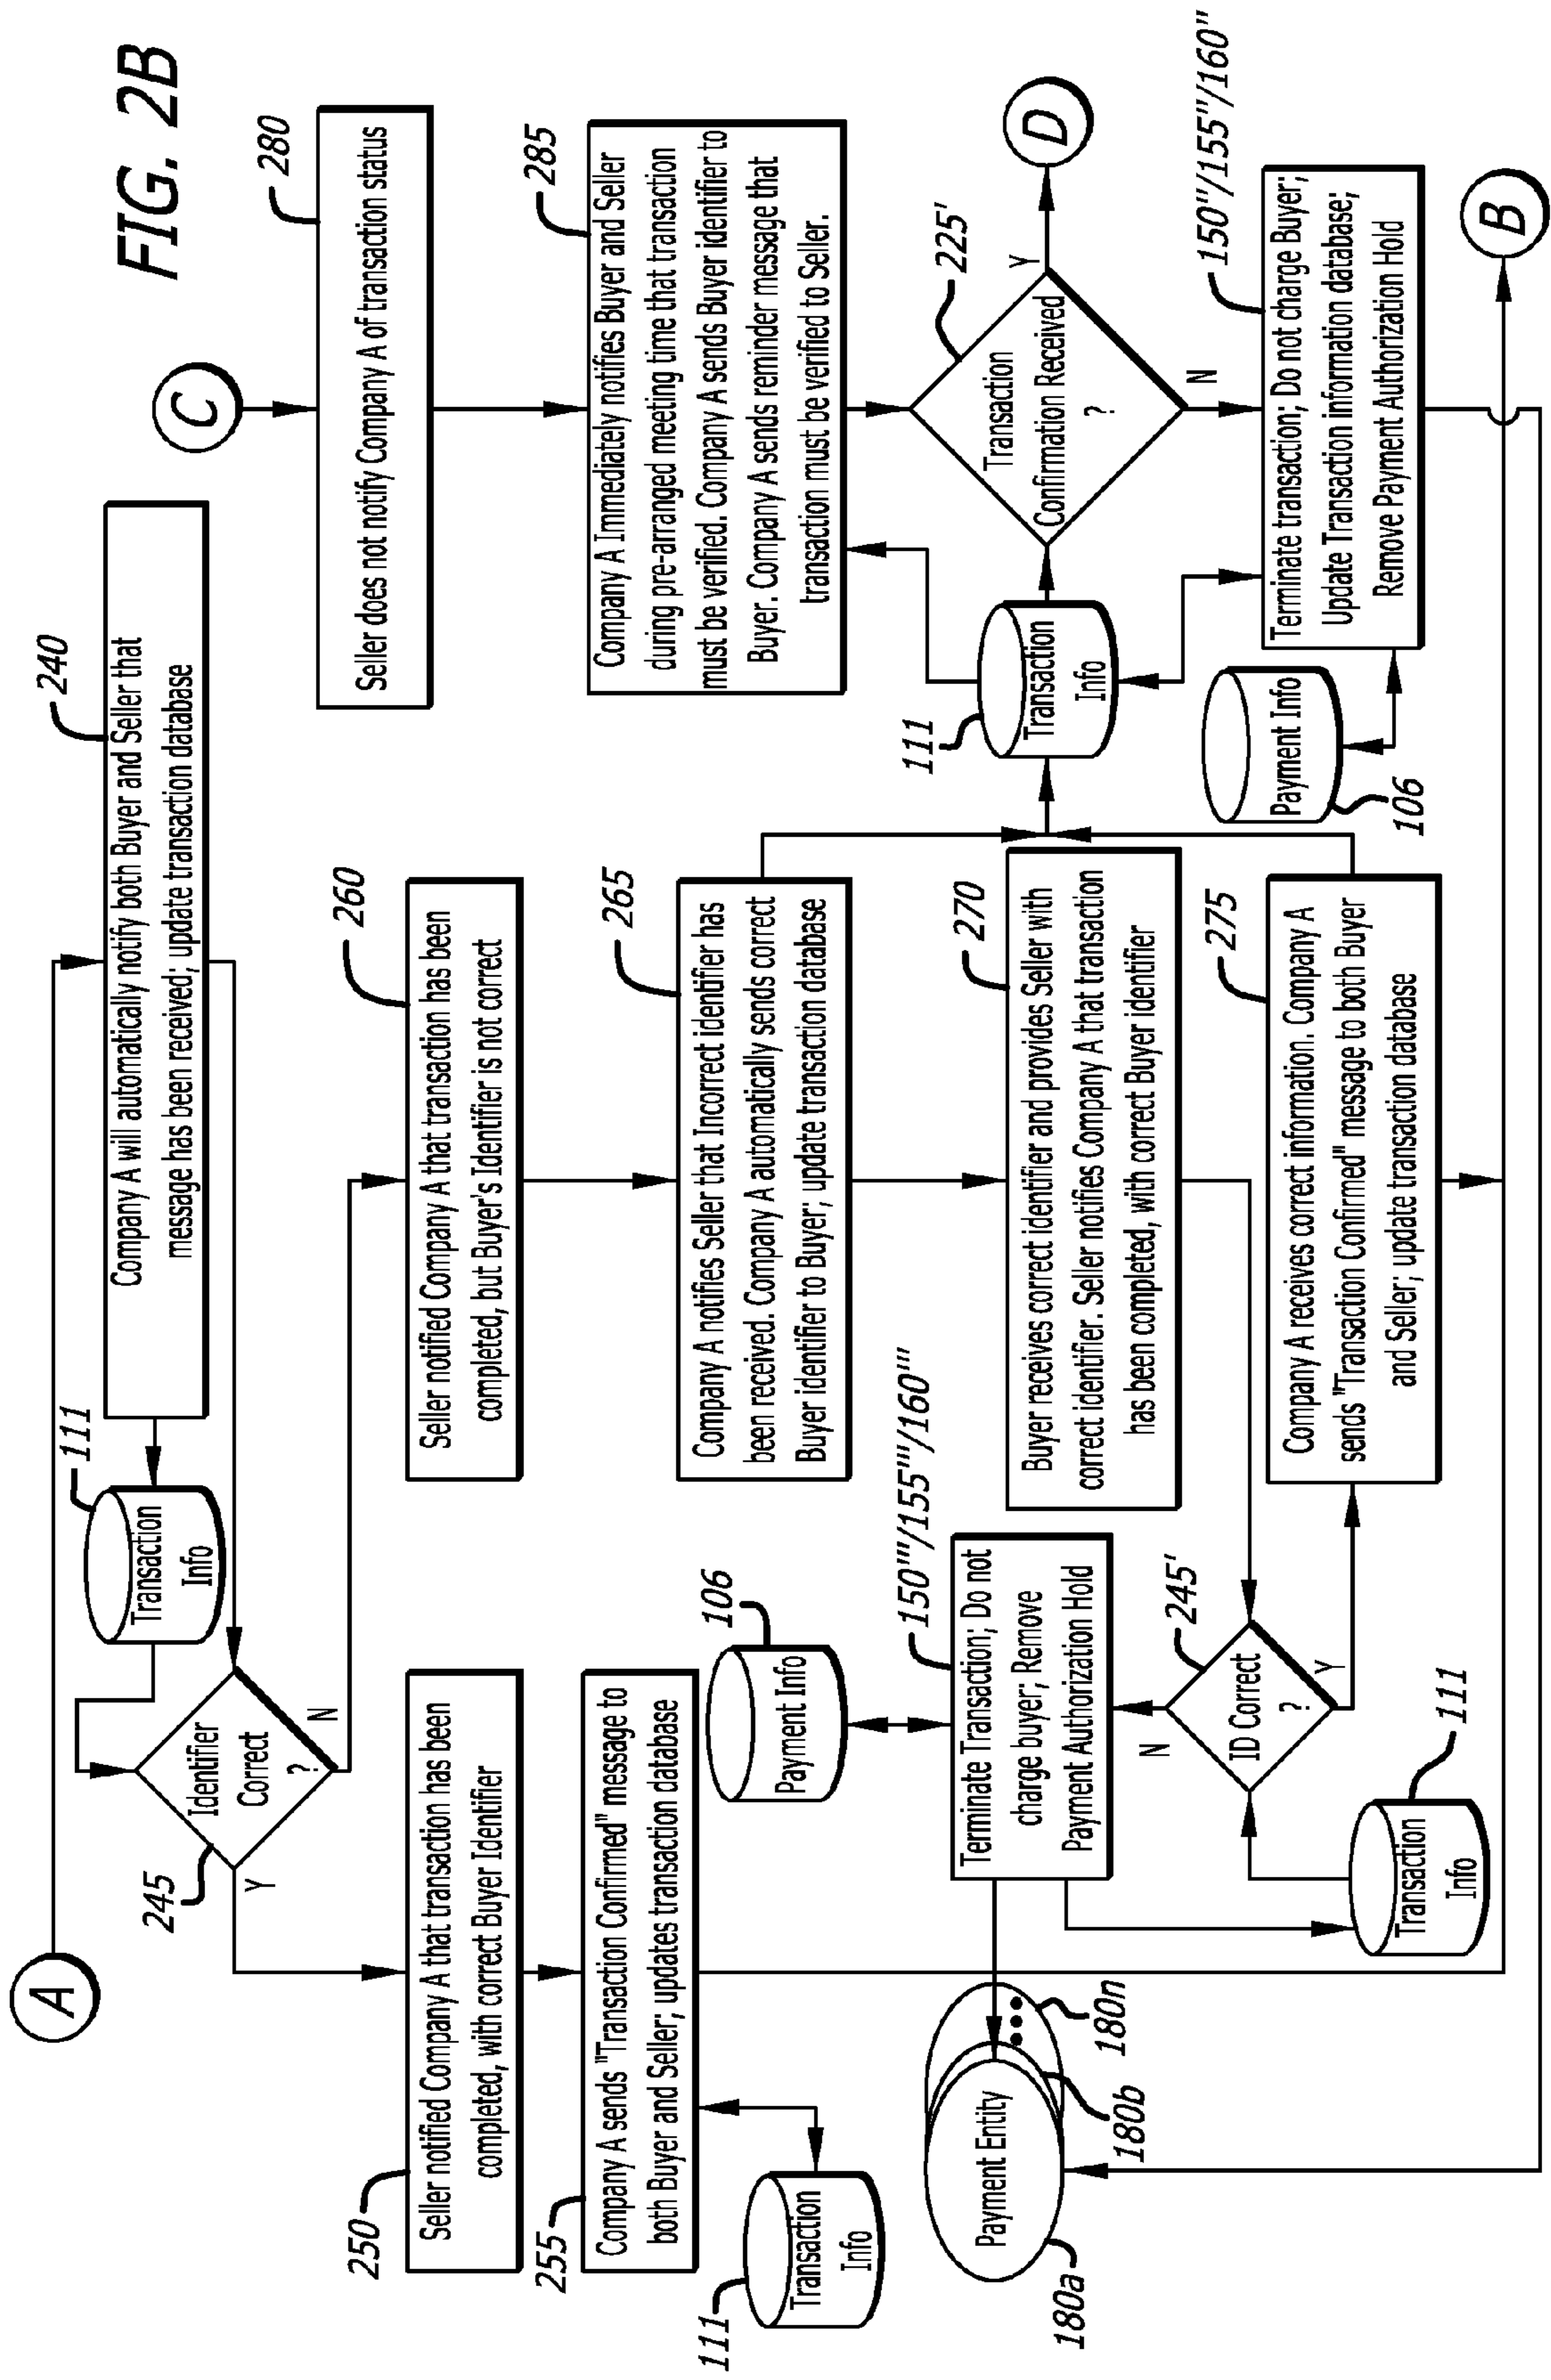 FIG. 2B
A
240
Company A will automatically notify both Buyer and Seller that
message has been received; update transaction database
111
Transaction
Info
245
Identifier
Correct
?
Y
N
250
Seller notified Company A that transaction has been
completed, with correct Buyer Identifier
255
Company A sends "Transaction Confirmed" message to
both Buyer and Seller; updates transaction database
111
Transaction
Info
260
Seller notified Company A that transaction has been
completed, but Buyer's Identifier is not correct
265
Company A notifies Seller that Incorrect identifier has
been received. Company A automatically sends correct
Buyer identifier to Buyer; update transaction database
270
Buyer receives correct identifier and provides Seller with
correct identifier. Seller notifies Company A that transaction
has been completed, with correct Buyer identifier
245'
ID Correct
?
N
Y
111
Transaction
Info
150'''/155'''/160'''
Terminate Transaction; Do not
charge buyer; Remove
Payment Authorization Hold
106
Payment Info
Payment Entity
180a
180b
180n
275
Company A receives correct information. Company A
sends "Transaction Confirmed" message to both Buyer
and Seller; update transaction database
C
280
Seller does not notify Company A of transaction status
285
Company A Immediately notifies Buyer and Seller
during pre-arranged meeting time that transaction
must be verified. Company A sends Buyer identifier to
Buyer. Company A sends reminder message that
transaction must be verified to Seller.
111
Transaction
Info
225'
Transaction
Confirmation Received
?
Y
N
D
150''/155''/160''
Terminate transaction; Do not charge Buyer;
Update Transaction information database;
Remove Payment Authorization Hold
Payment Info
106
B